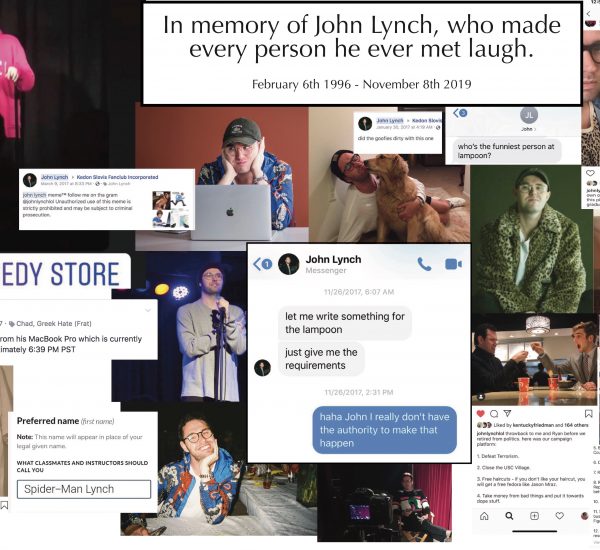 In memory of John Lynch, who made
every person he ever met laugh.
February 6th 1996 - November 8th 2019
John Lynch ▸ Kedon Slovis Fanclub Incorporated
March 9, 2017 at 5:33 PM · John Lynch
john lynch meme™ follow me on the gram
@johnlynchlol Unauthorized use of this meme is
strictly prohibited and may be subject to criminal
prosecution.
John Lynch ▸ Kedon Slovis
January 30, 2017 at 4:19 AM
did the goofies dirty with this one
JL
John
who's the funniest person at
lampoon?
EDY STORE
Chad, Greek Hate (Frat)
rom his MacBook Pro which is currently
timately 6:39 PM PST
1
John Lynch
Messenger
11/26/2017, 6:07 AM
let me write something for
the lampoon
just give me the
requirements
11/26/2017, 2:31 PM
haha John I really don't have
the authority to make that
happen
Preferred name (first name)
Note: This name will appear in place of your
legal given name.
WHAT CLASSMATES AND INSTRUCTORS SHOULD
CALL YOU
Spider-Man Lynch
Liked by kentuckyfriedman and 164 others
johnlynchlol throwback to me and Ryan before we
retired from politics. here was our campaign
platform:
1. Defeat Terrorism.
2. Close the USC Village.
3. Free haircuts - if you don't like your haircut, you
will get a free fedora like Jason Mraz.
4. Take money from bad things and put it towards
dope stuff.